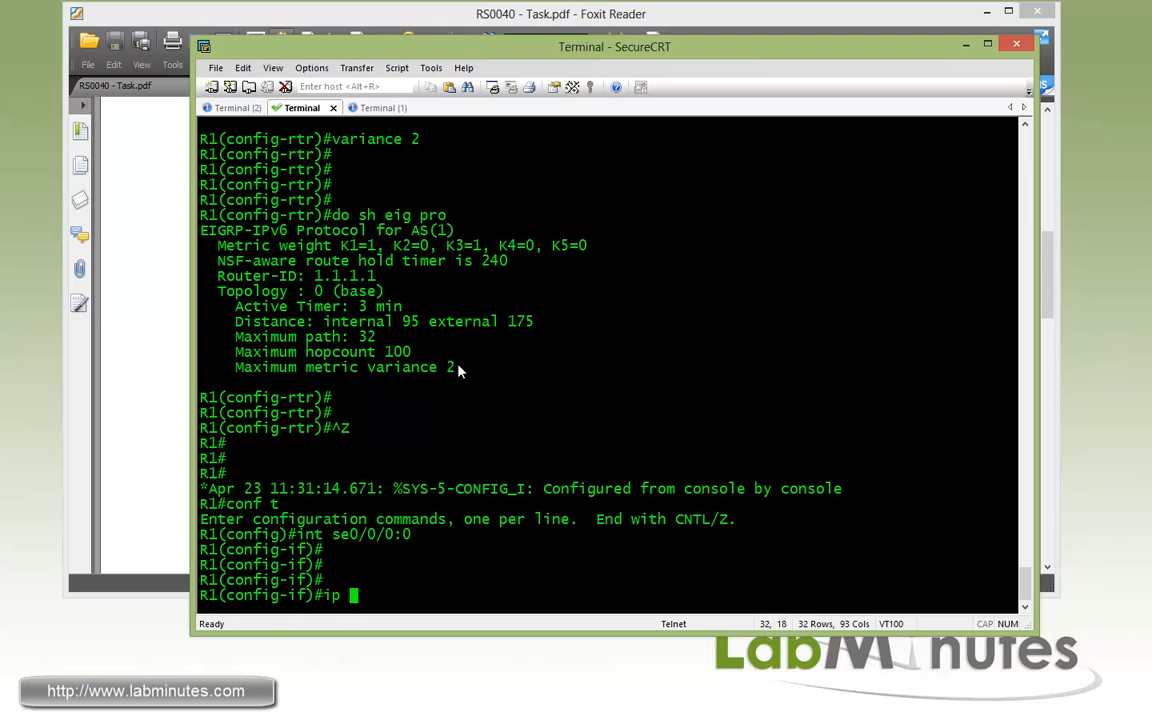 RS0040 - Task.pdf - Foxit Reader
File Edit View Tools
RS0040 - Task.pdf
Terminal - SecureCRT
File Edit View Options Transfer Script Tools Help
Enter host <Alt+R>
Terminal (2) Terminal Terminal (1)
R1(config-rtr)#variance 2
R1(config-rtr)#
R1(config-rtr)#
R1(config-rtr)#
R1(config-rtr)#
R1(config-rtr)#do sh eig pro
EIGRP-IPv6 Protocol for AS(1)
Metric weight K1=1, K2=0, K3=1, K4=0, K5=0
NSF-aware route hold timer is 240
Router-ID: 1.1.1.1
Topology : 0 (base)
Active Timer: 3 min
Distance: internal 95 external 175
Maximum path: 32
Maximum hopcount 100
Maximum metric variance 2
R1(config-rtr)#
R1(config-rtr)#
R1(config-rtr)#^Z
R1#
R1#
R1#
*Apr 23 11:31:14.671: %SYS-5-CONFIG_I: Configured from console by console
R1#conf t
Enter configuration commands, one per line.  End with CNTL/Z.
R1(config)#int se0/0/0:0
R1(config-if)#
R1(config-if)#
R1(config-if)#
R1(config-if)#ip
Ready Telnet 32, 18 32 Rows, 93 Cols VT100 CAP NUM
LabMinutes
http://www.labminutes.com